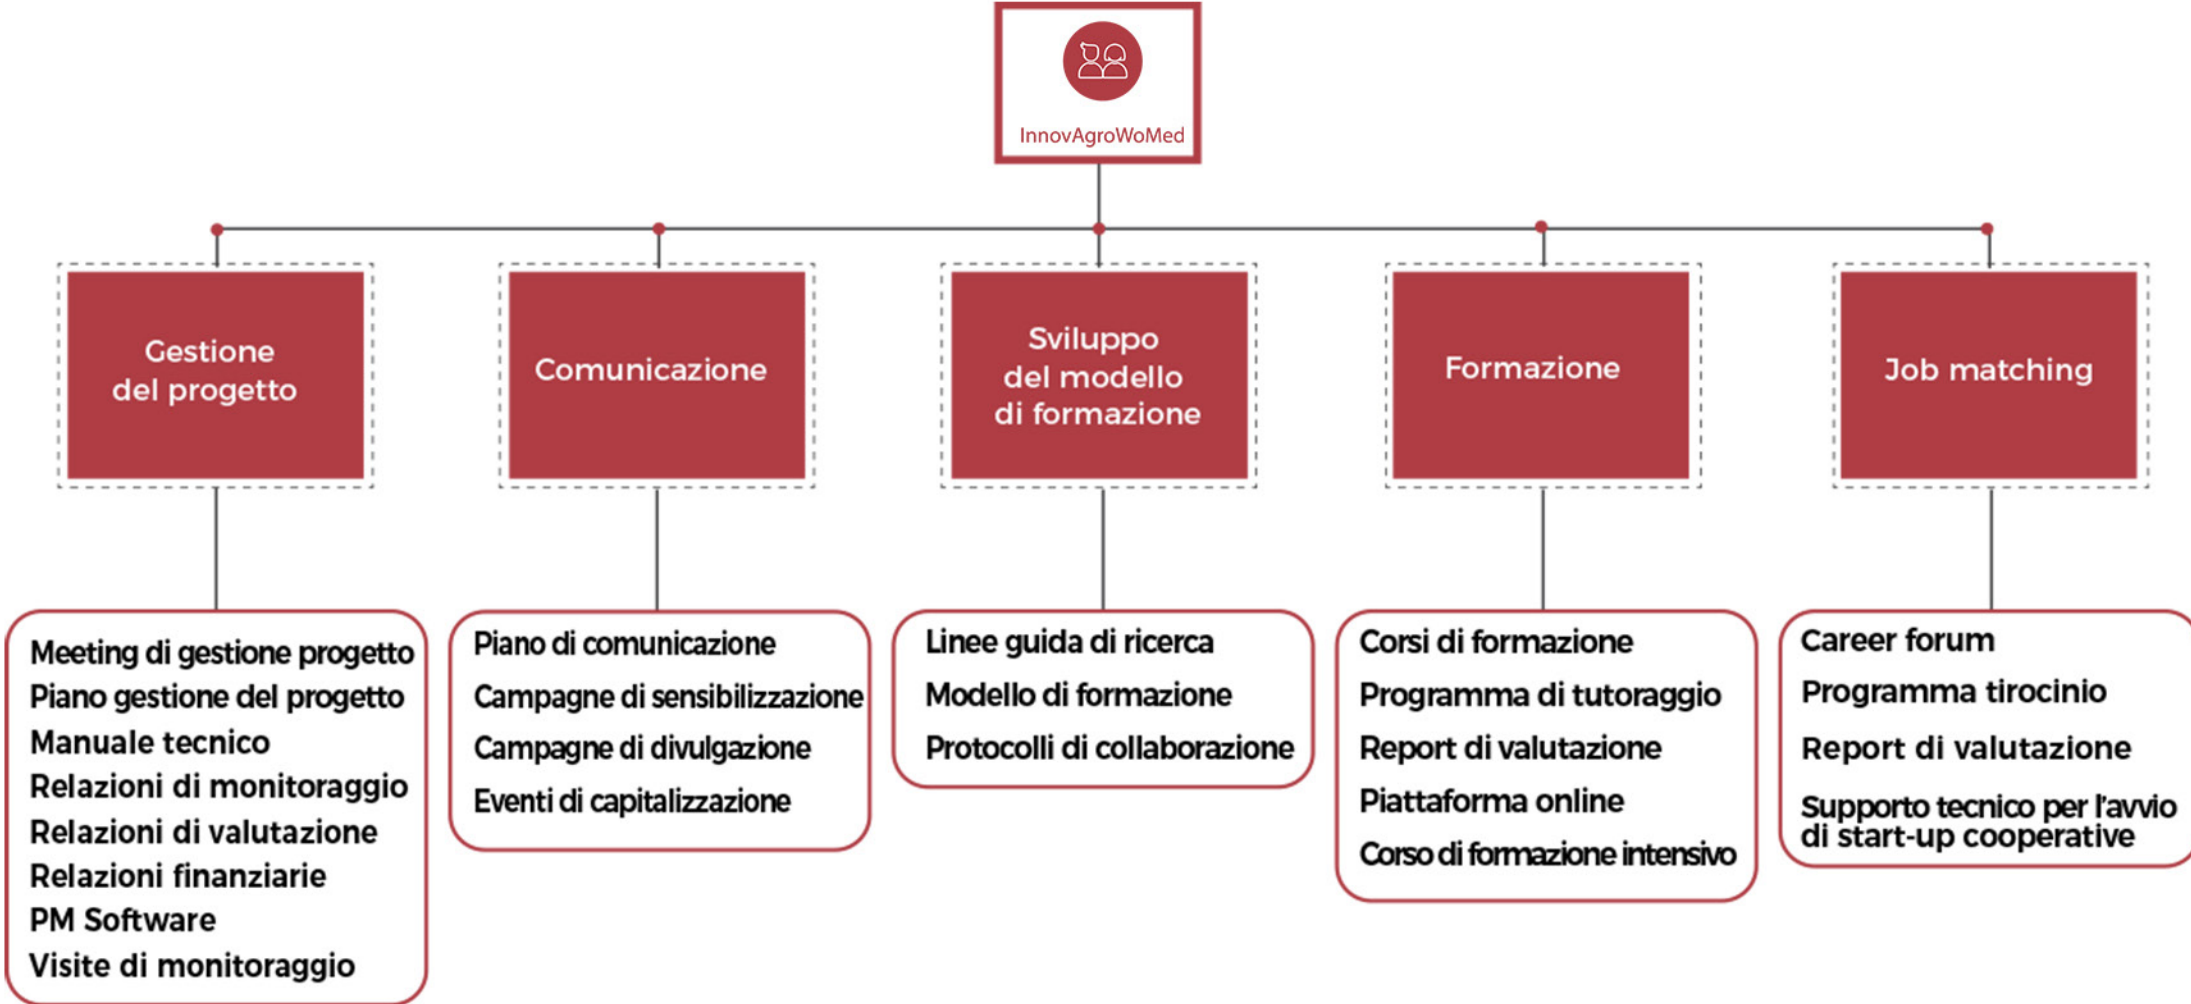 InnovAgroWoMed
Gestione
del progetto
Comunicazione
Sviluppo
del modello
di formazione
Formazione
Job matching
Meeting di gestione progetto
Piano gestione del progetto
Manuale tecnico
Relazioni di monitoraggio
Relazioni di valutazione
Relazioni finanziarie
PM Software
Visite di monitoraggio
Piano di comunicazione
Campagne di sensibilizzazione
Campagne di divulgazione
Eventi di capitalizzazione
Linee guida di ricerca
Modello di formazione
Protocolli di collaborazione
Corsi di formazione
Programma di tutoraggio
Report di valutazione
Piattaforma online
Corso di formazione intensivo
Career forum
Programma tirocinio
Report di valutazione
Supporto tecnico per l'avvio
di start-up cooperative